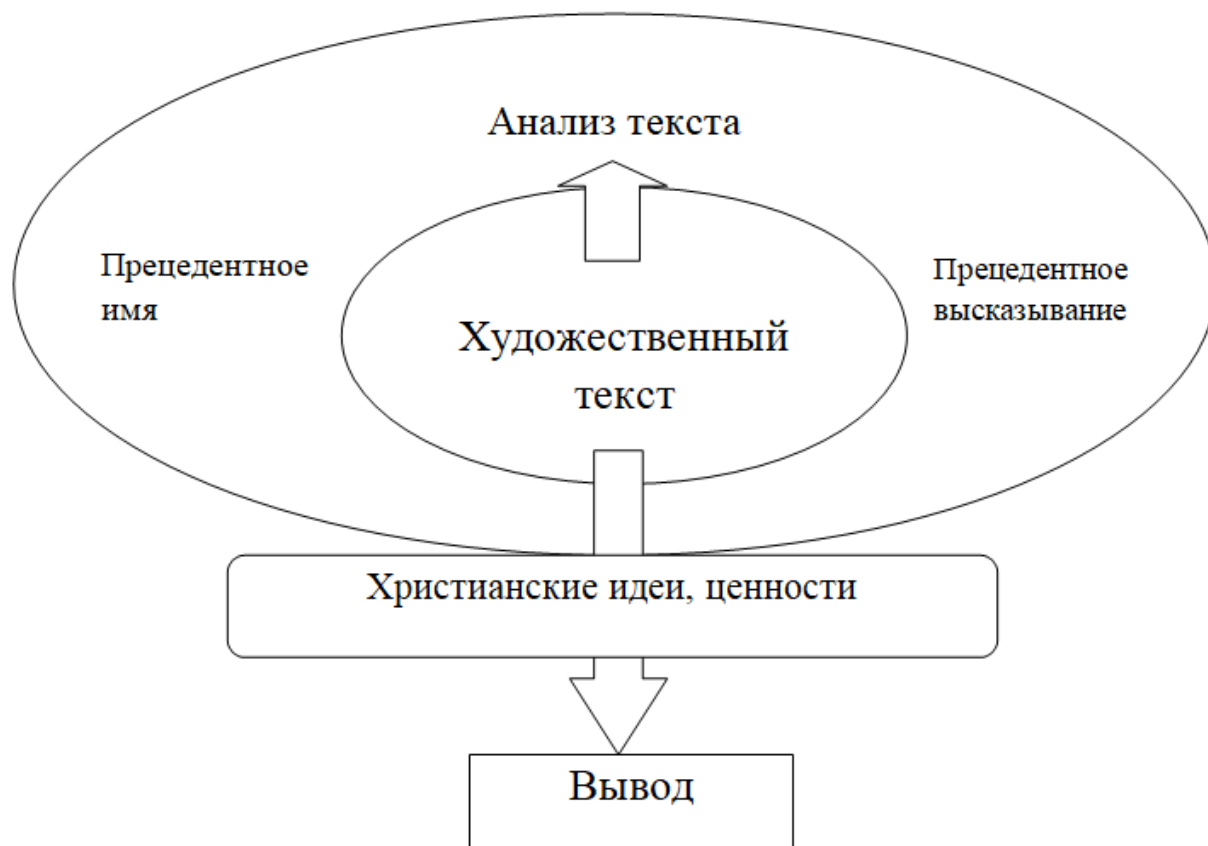 Анализ текста
Прецедентное
имя
Прецедентное
высказывание
Художественный
текст
Христианские идеи, ценности
Вывод